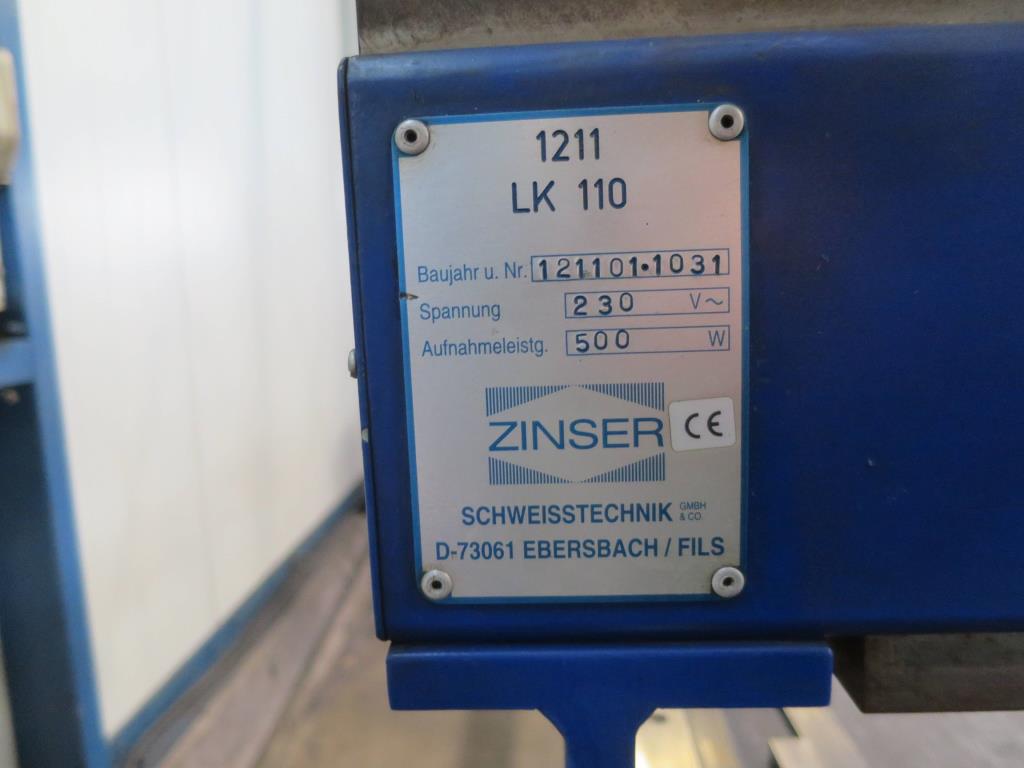 1211
LK 110
Baujahr u. Nr. 121101·1031
Spannung 230 V~
Aufnahmeleistg. 500 W
ZINSER CE
SCHWEISSTECHNIK GMBH & CO.
D-73061 EBERSBACH / FILS